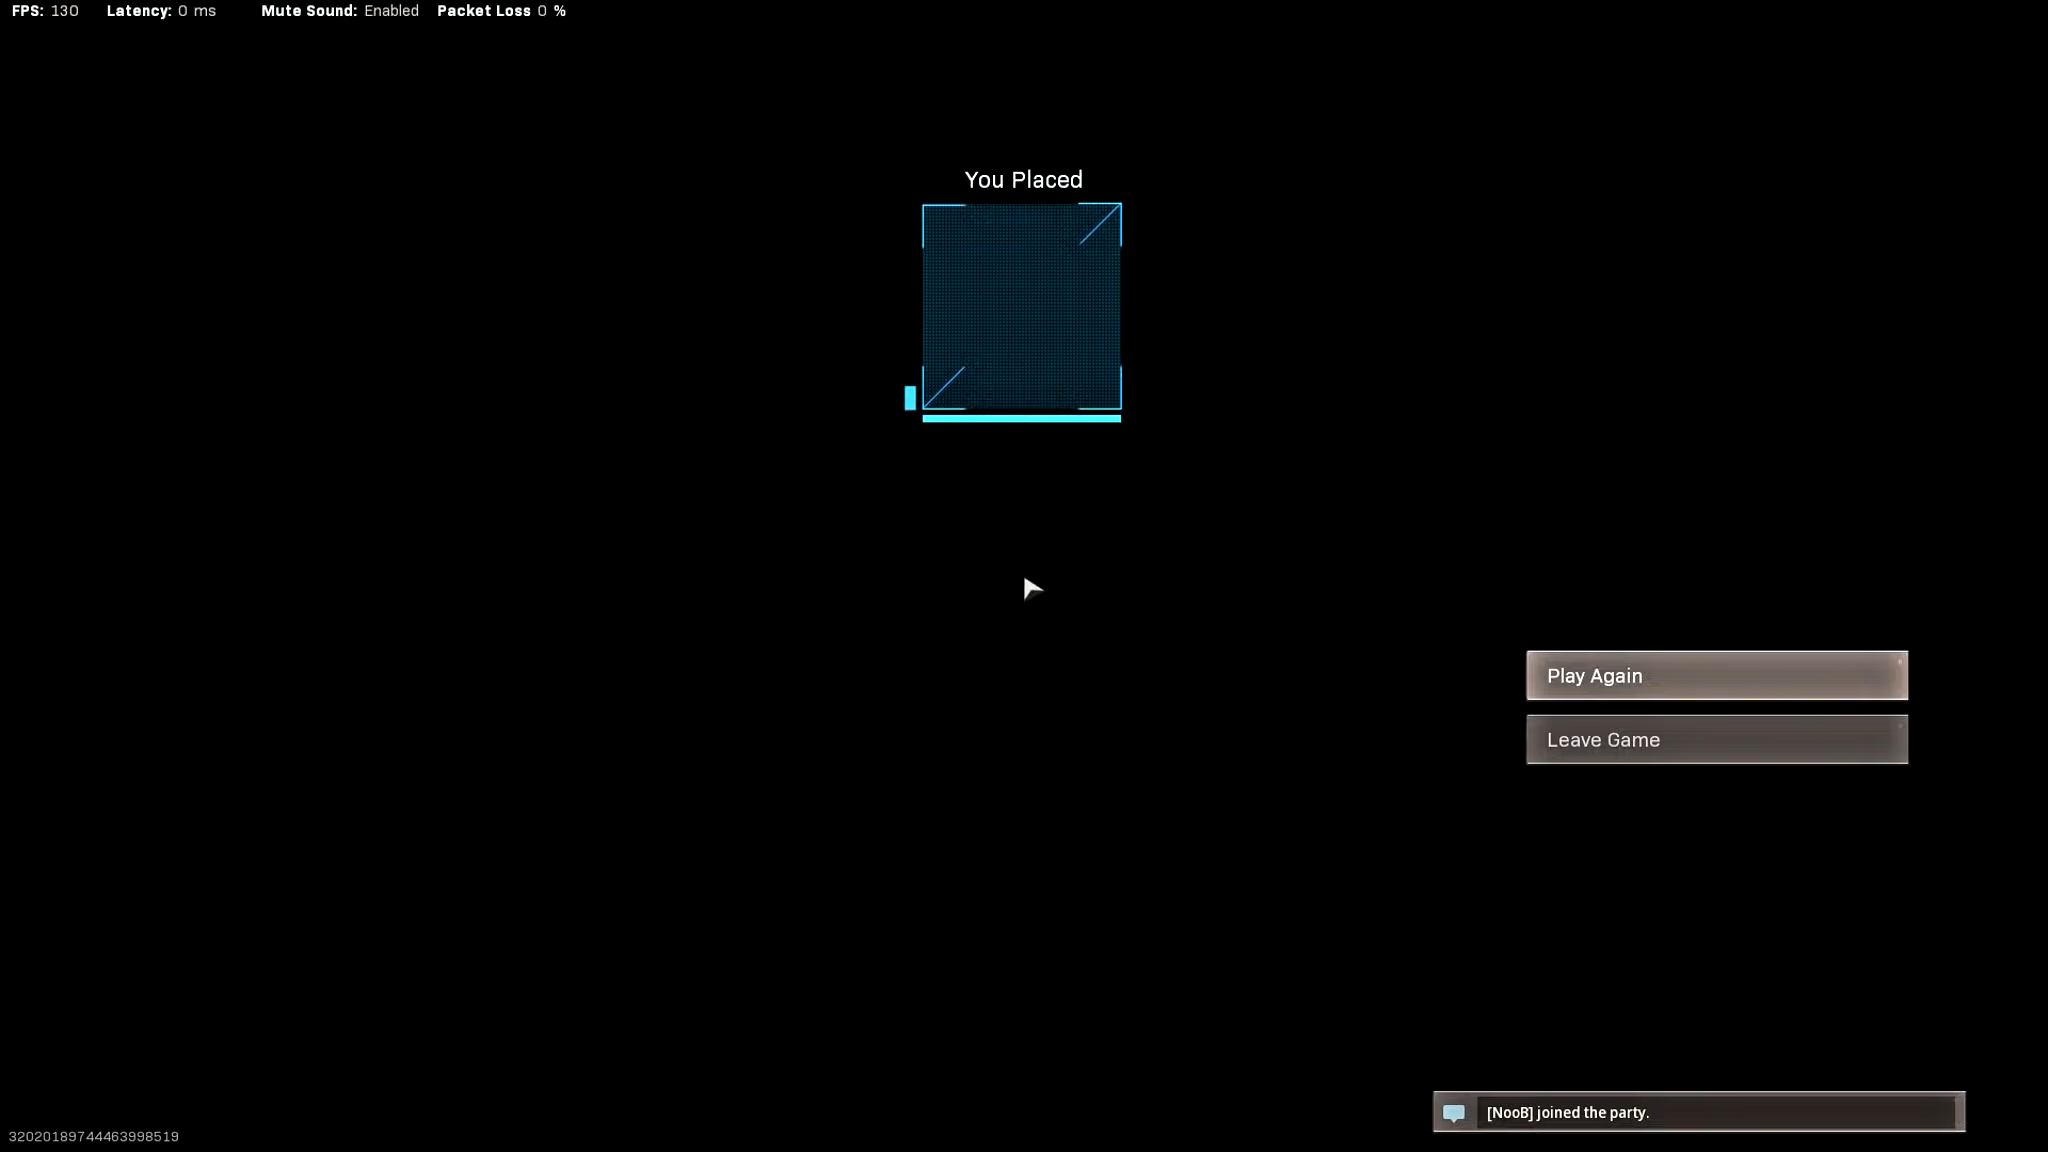 FPS: 130 Latency: 0 ms Mute Sound: Enabled Packet Loss 0 %
You Placed
Play Again
Leave Game
[NooB] joined the party.
32020189744463998519